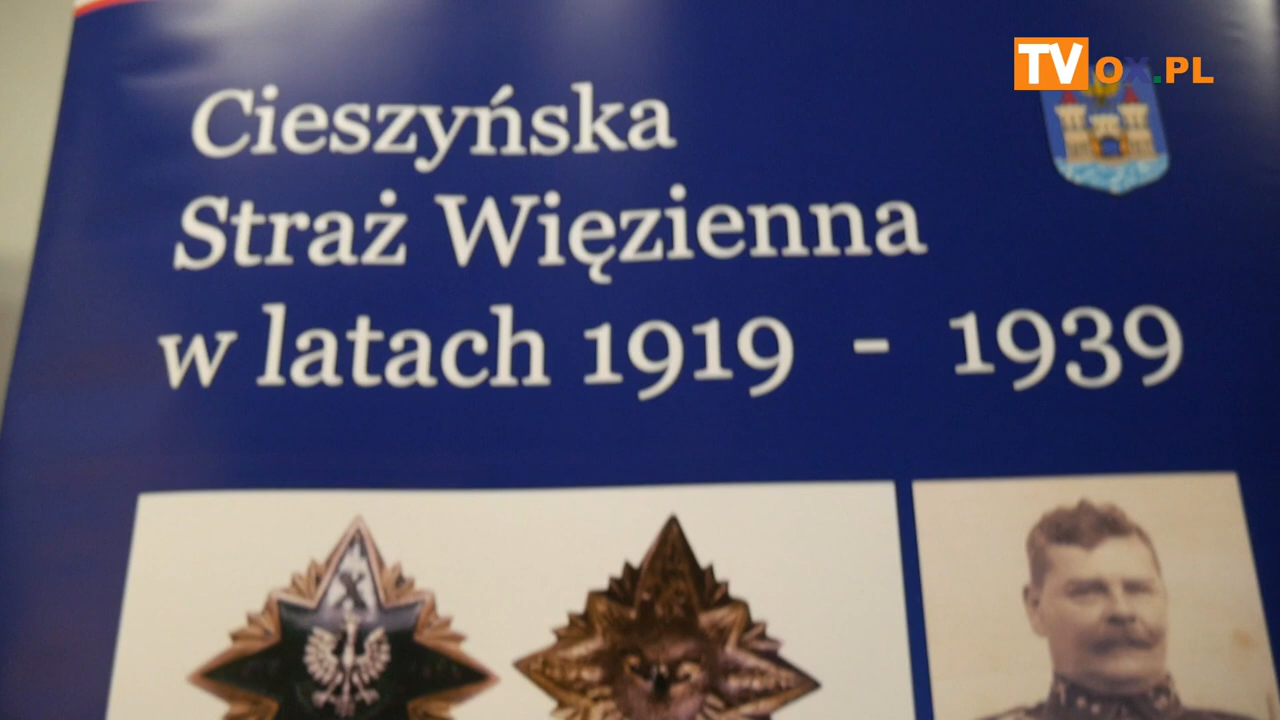 TVOX.PL
Cieszyńska
Straż Więzienna
w latach 1919 - 1939
X